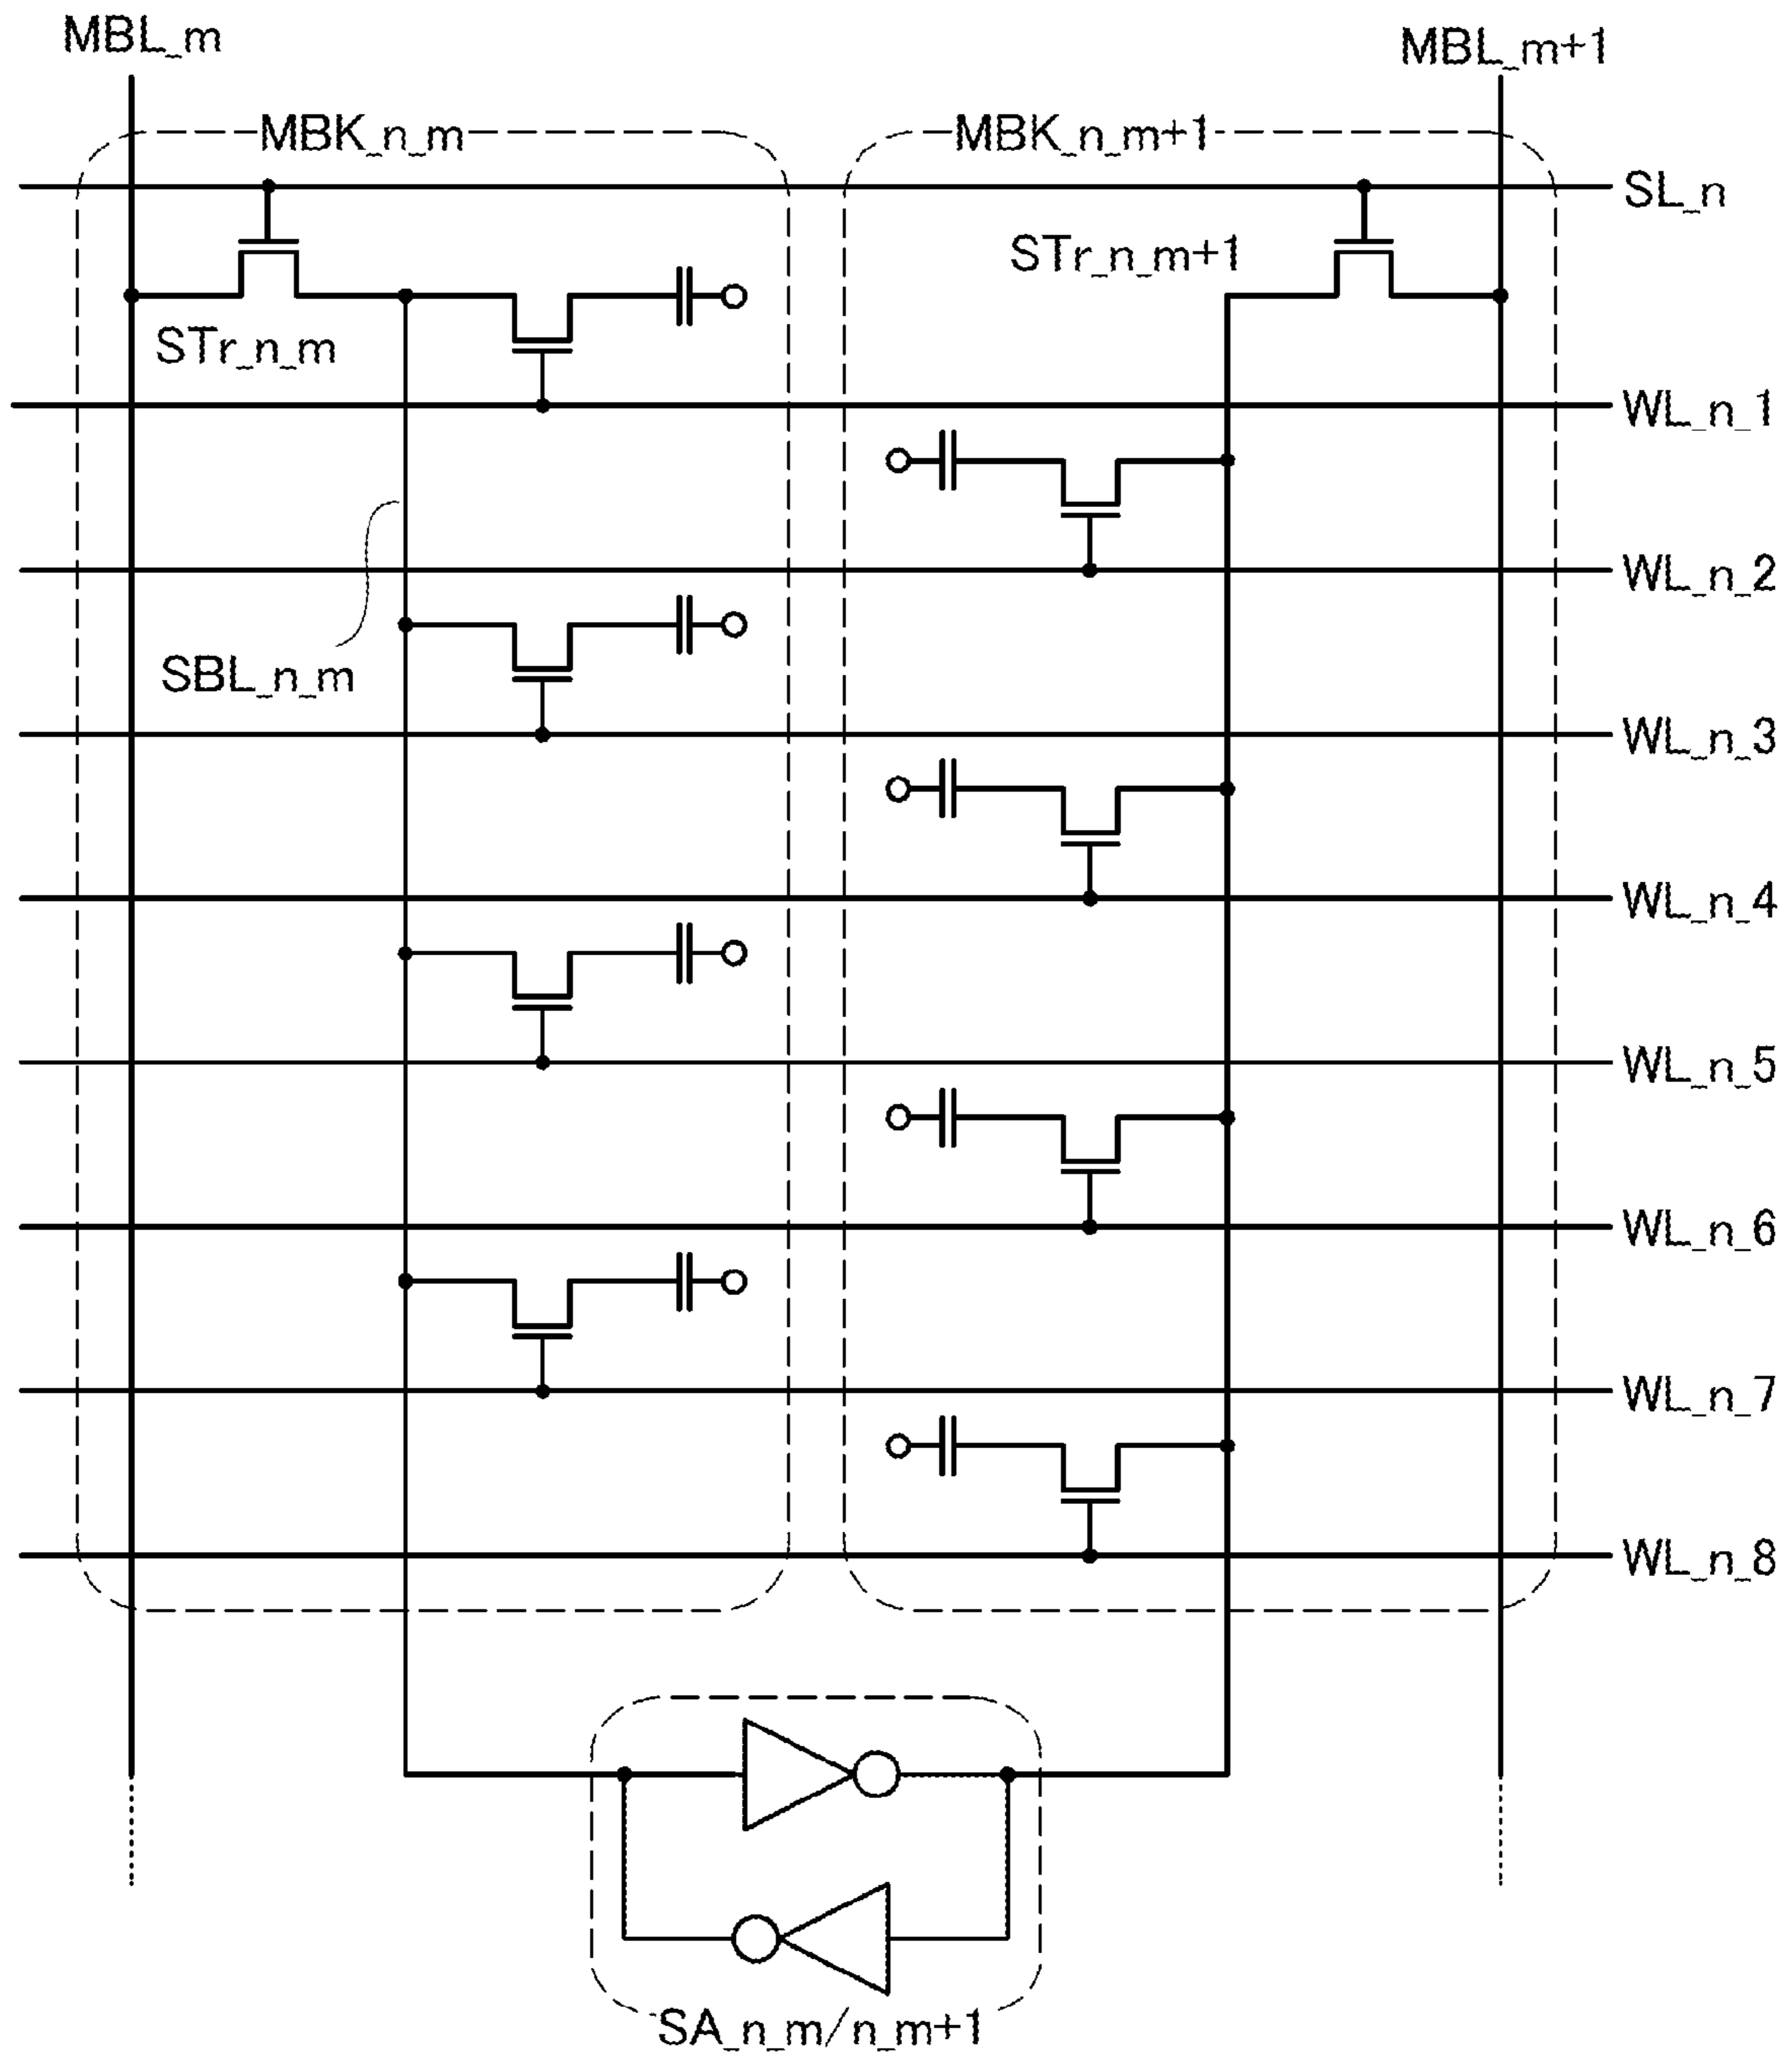 MBL_m
MBL_m+1
MBK_n_m
MBK_n_m+1
SL_n
STr_n_m+1
STr_n_m
WL_n_1
WL_n_2
SBL_n_m
WL_n_3
WL_n_4
WL_n_5
WL_n_6
WL_n_7
WL_n_8
SA_n_m/n_m+1